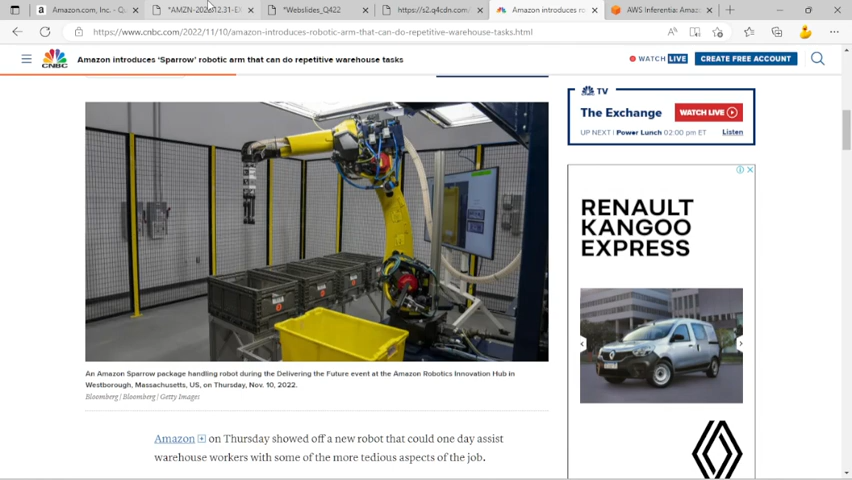 Amazon.com, Inc. - Qu
*AMZN-2022.12.31-EX
*Webslides_Q422
https://s2.q4cdn.com/
Amazon introduces ro
AWS Inferentia: Amaz
https://www.cnbc.com/2022/11/10/amazon-introduces-robotic-arm-that-can-do-repetitive-warehouse-tasks.html
CNBC
Amazon introduces ‘Sparrow’ robotic arm that can do repetitive warehouse tasks
WATCH LIVE
CREATE FREE ACCOUNT
TV
The Exchange
WATCH LIVE
UP NEXT | Power Lunch 02:00 pm ET
Listen
RENAULT
KANGOO
EXPRESS
An Amazon Sparrow package handling robot during the Delivering the Future event at the Amazon Robotics Innovation Hub in
Westborough, Massachusetts, US, on Thursday, Nov. 10, 2022.
Bloomberg | Bloomberg | Getty Images
Amazon on Thursday showed off a new robot that could one day assist
warehouse workers with some of the more tedious aspects of the job.